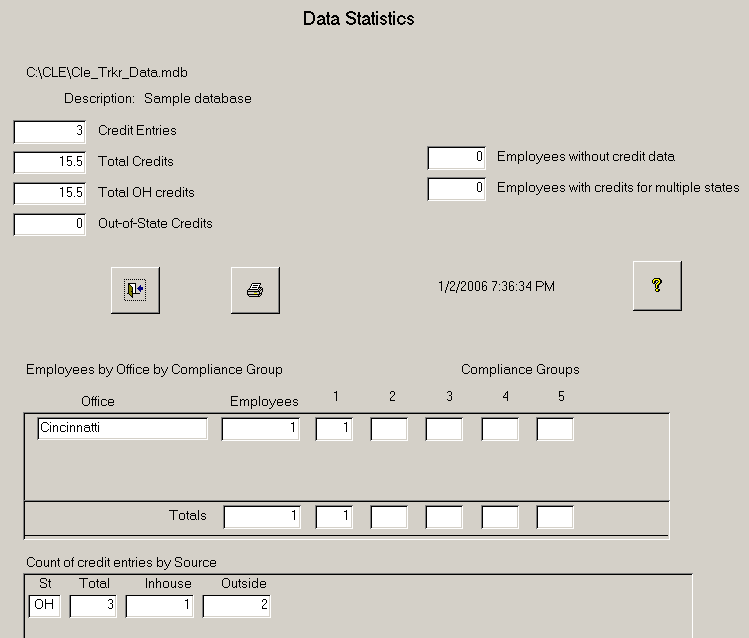 Data Statistics
C:\CLE\Cle_Trkr_Data.mdb
Description: Sample database
3 Credit Entries
15.5 Total Credits
0 Employees without credit data
15.5 Total OH credits
0 Employees with credits for multiple states
0 Out-of-State Credits
1/2/2006 7:36:34 PM
?
Employees by Office by Compliance Group
Compliance Groups
Office Employees 1 2 3 4 5
Cincinnatti 1 1
Totals 1 1
Count of credit entries by Source
St Total Inhouse Outside
OH 3 1 2